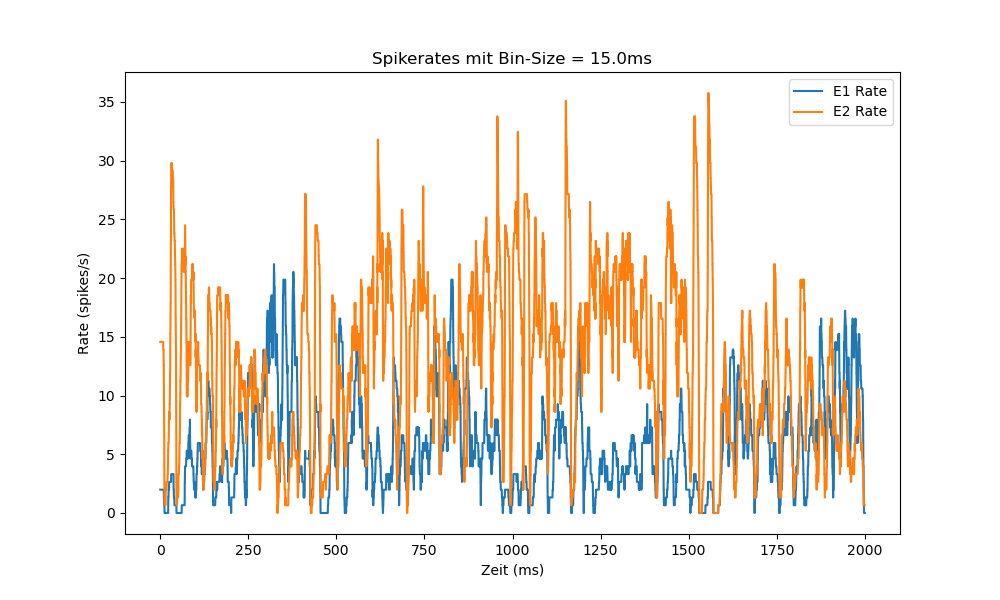 Spikerates mit Bin-Size = 15.0ms
E1 Rate
E2 Rate
35
30
25
20
15
10
5
0
Rate (spikes/s)
0 250 500 750 1000 1250 1500 1750 2000
Zeit (ms)